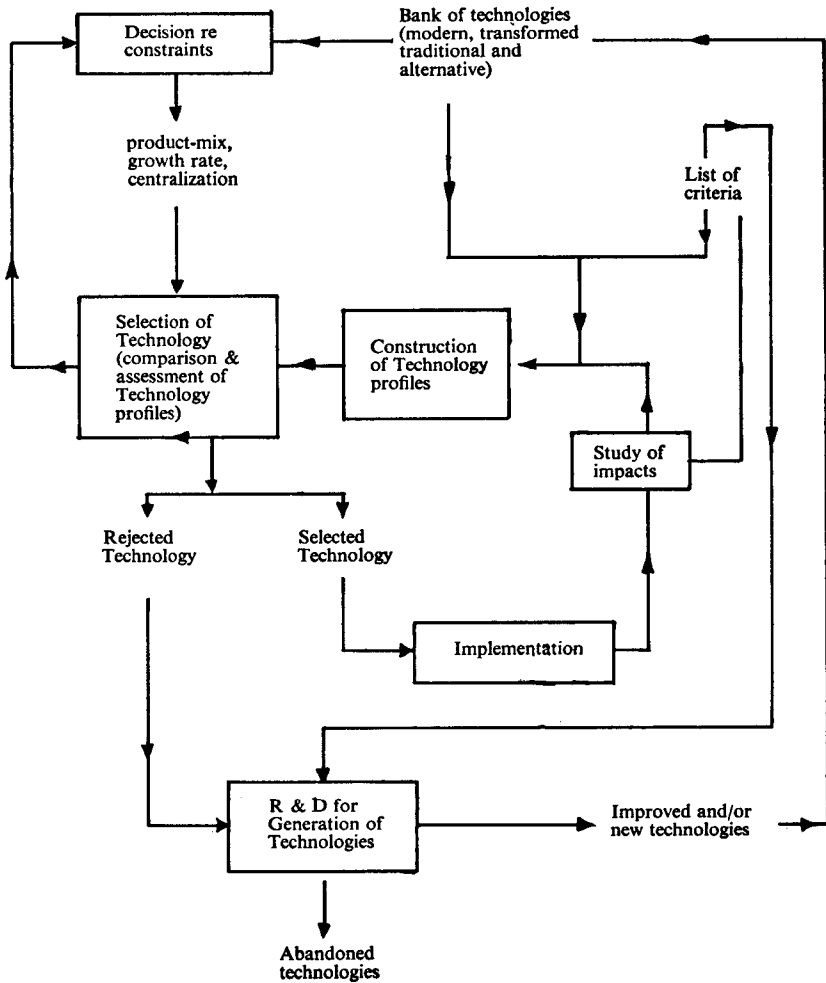 Decision re
constraints
Bank of technologies
(modern, transformed
traditional and
alternative)
product-mix,
growth rate,
centralization
List of
criteria
Selection of
Technology
(comparison &
assessment of
Technology
profiles)
Construction
of Technology
profiles
Study of
impacts
Rejected
Technology
Selected
Technology
Implementation
R & D for
Generation of
Technologies
Improved and/or
new technologies
Abandoned
technologies